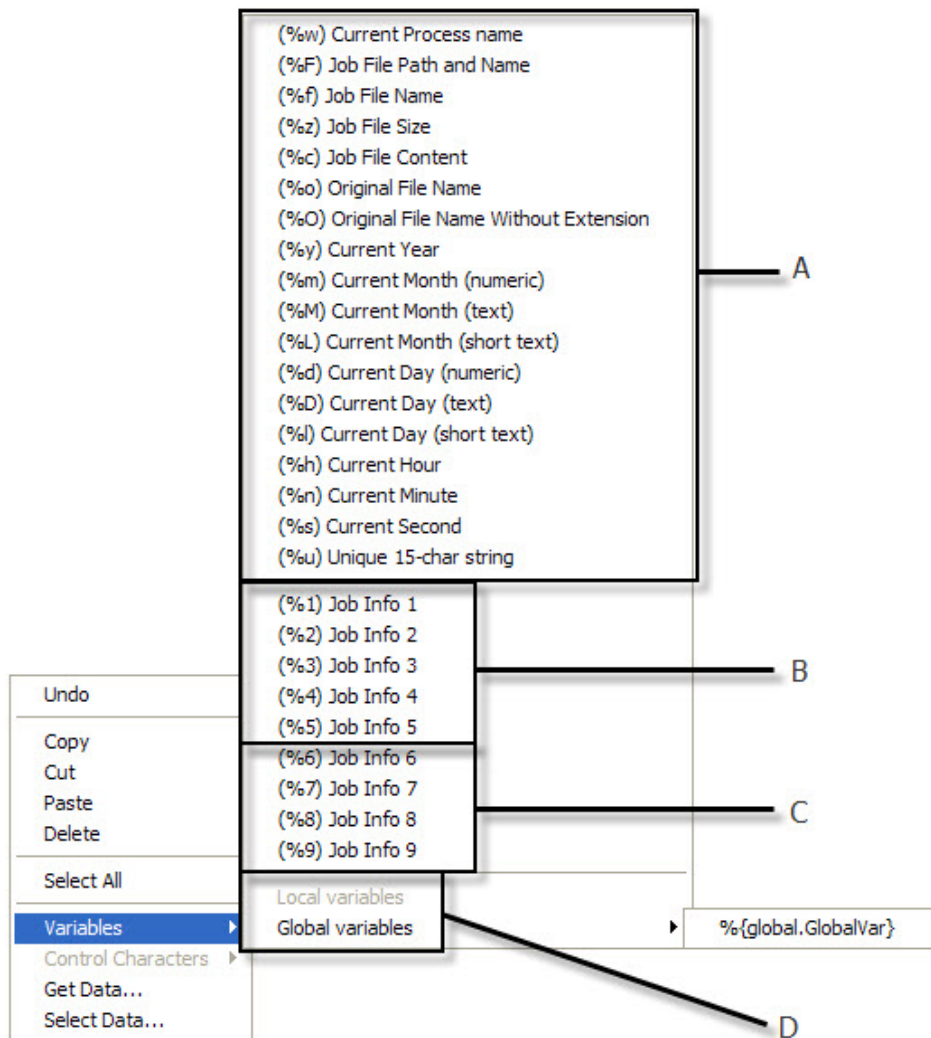 (%w) Current Process name
(%F) Job File Path and Name
(%f) Job File Name
(%z) Job File Size
(%c) Job File Content
(%o) Original File Name
(%O) Original File Name Without Extension
(%y) Current Year
(%m) Current Month (numeric)
(%M) Current Month (text)
(%L) Current Month (short text)
(%d) Current Day (numeric)
(%D) Current Day (text)
(%l) Current Day (short text)
(%h) Current Hour
(%n) Current Minute
(%s) Current Second
(%u) Unique 15-char string
A
(%1) Job Info 1
(%2) Job Info 2
(%3) Job Info 3
(%4) Job Info 4
(%5) Job Info 5
B
(%6) Job Info 6
(%7) Job Info 7
(%8) Job Info 8
(%9) Job Info 9
C
Undo
Copy
Cut
Paste
Delete
Select All
Variables
Control Characters
Get Data...
Select Data...
Local variables
Global variables
%{global.GlobalVar}
D